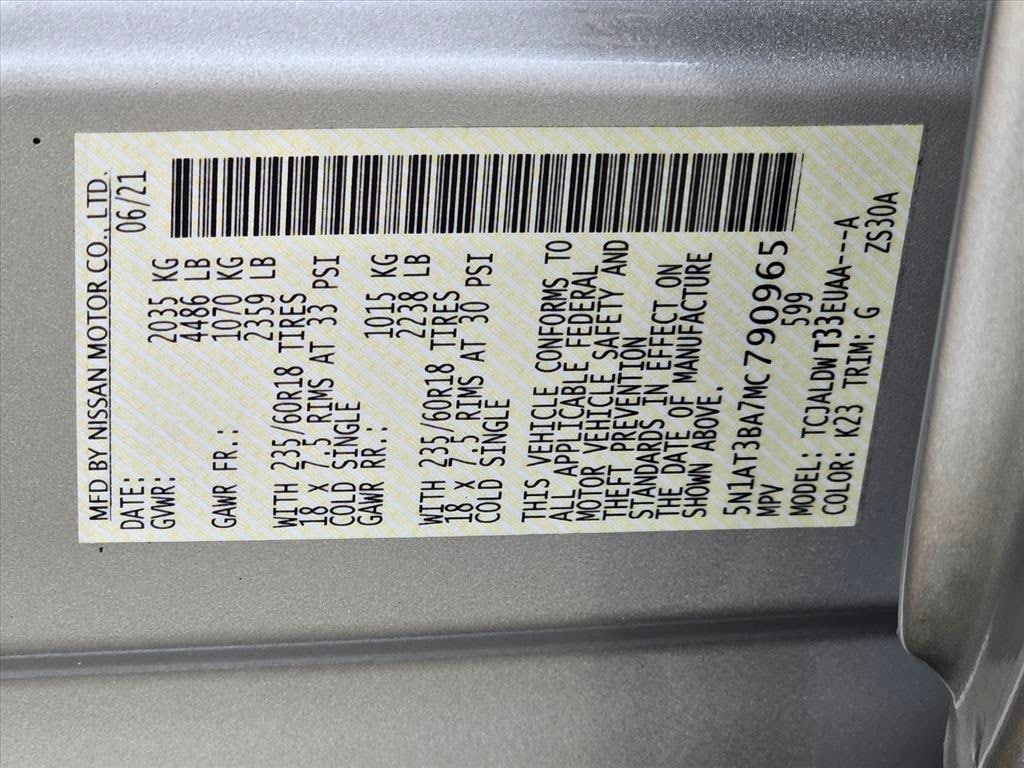 MFD BY NISSAN MOTOR CO., LTD.
DATE: 06/21
GVWR: 2035 KG
4486 LB
GAWR FR.: 1070 KG
2359 LB
WITH 235/60R18 TIRES
18 X 7.5 RIMS AT 33 PSI
COLD SINGLE
GAWR RR.: 1015 KG
2238 LB
WITH 235/60R18 TIRES
18 X 7.5 RIMS AT 30 PSI
COLD SINGLE
THIS VEHICLE CONFORMS TO
ALL APPLICABLE FEDERAL
MOTOR VEHICLE SAFETY AND
THEFT PREVENTION
STANDARDS IN EFFECT ON
THE DATE OF MANUFACTURE
SHOWN ABOVE.
5N1AT3BA7MC790965
MPV 599
MODEL: TCJALDW T33EUAA---A
COLOR: K23 TRIM: G ZS30A